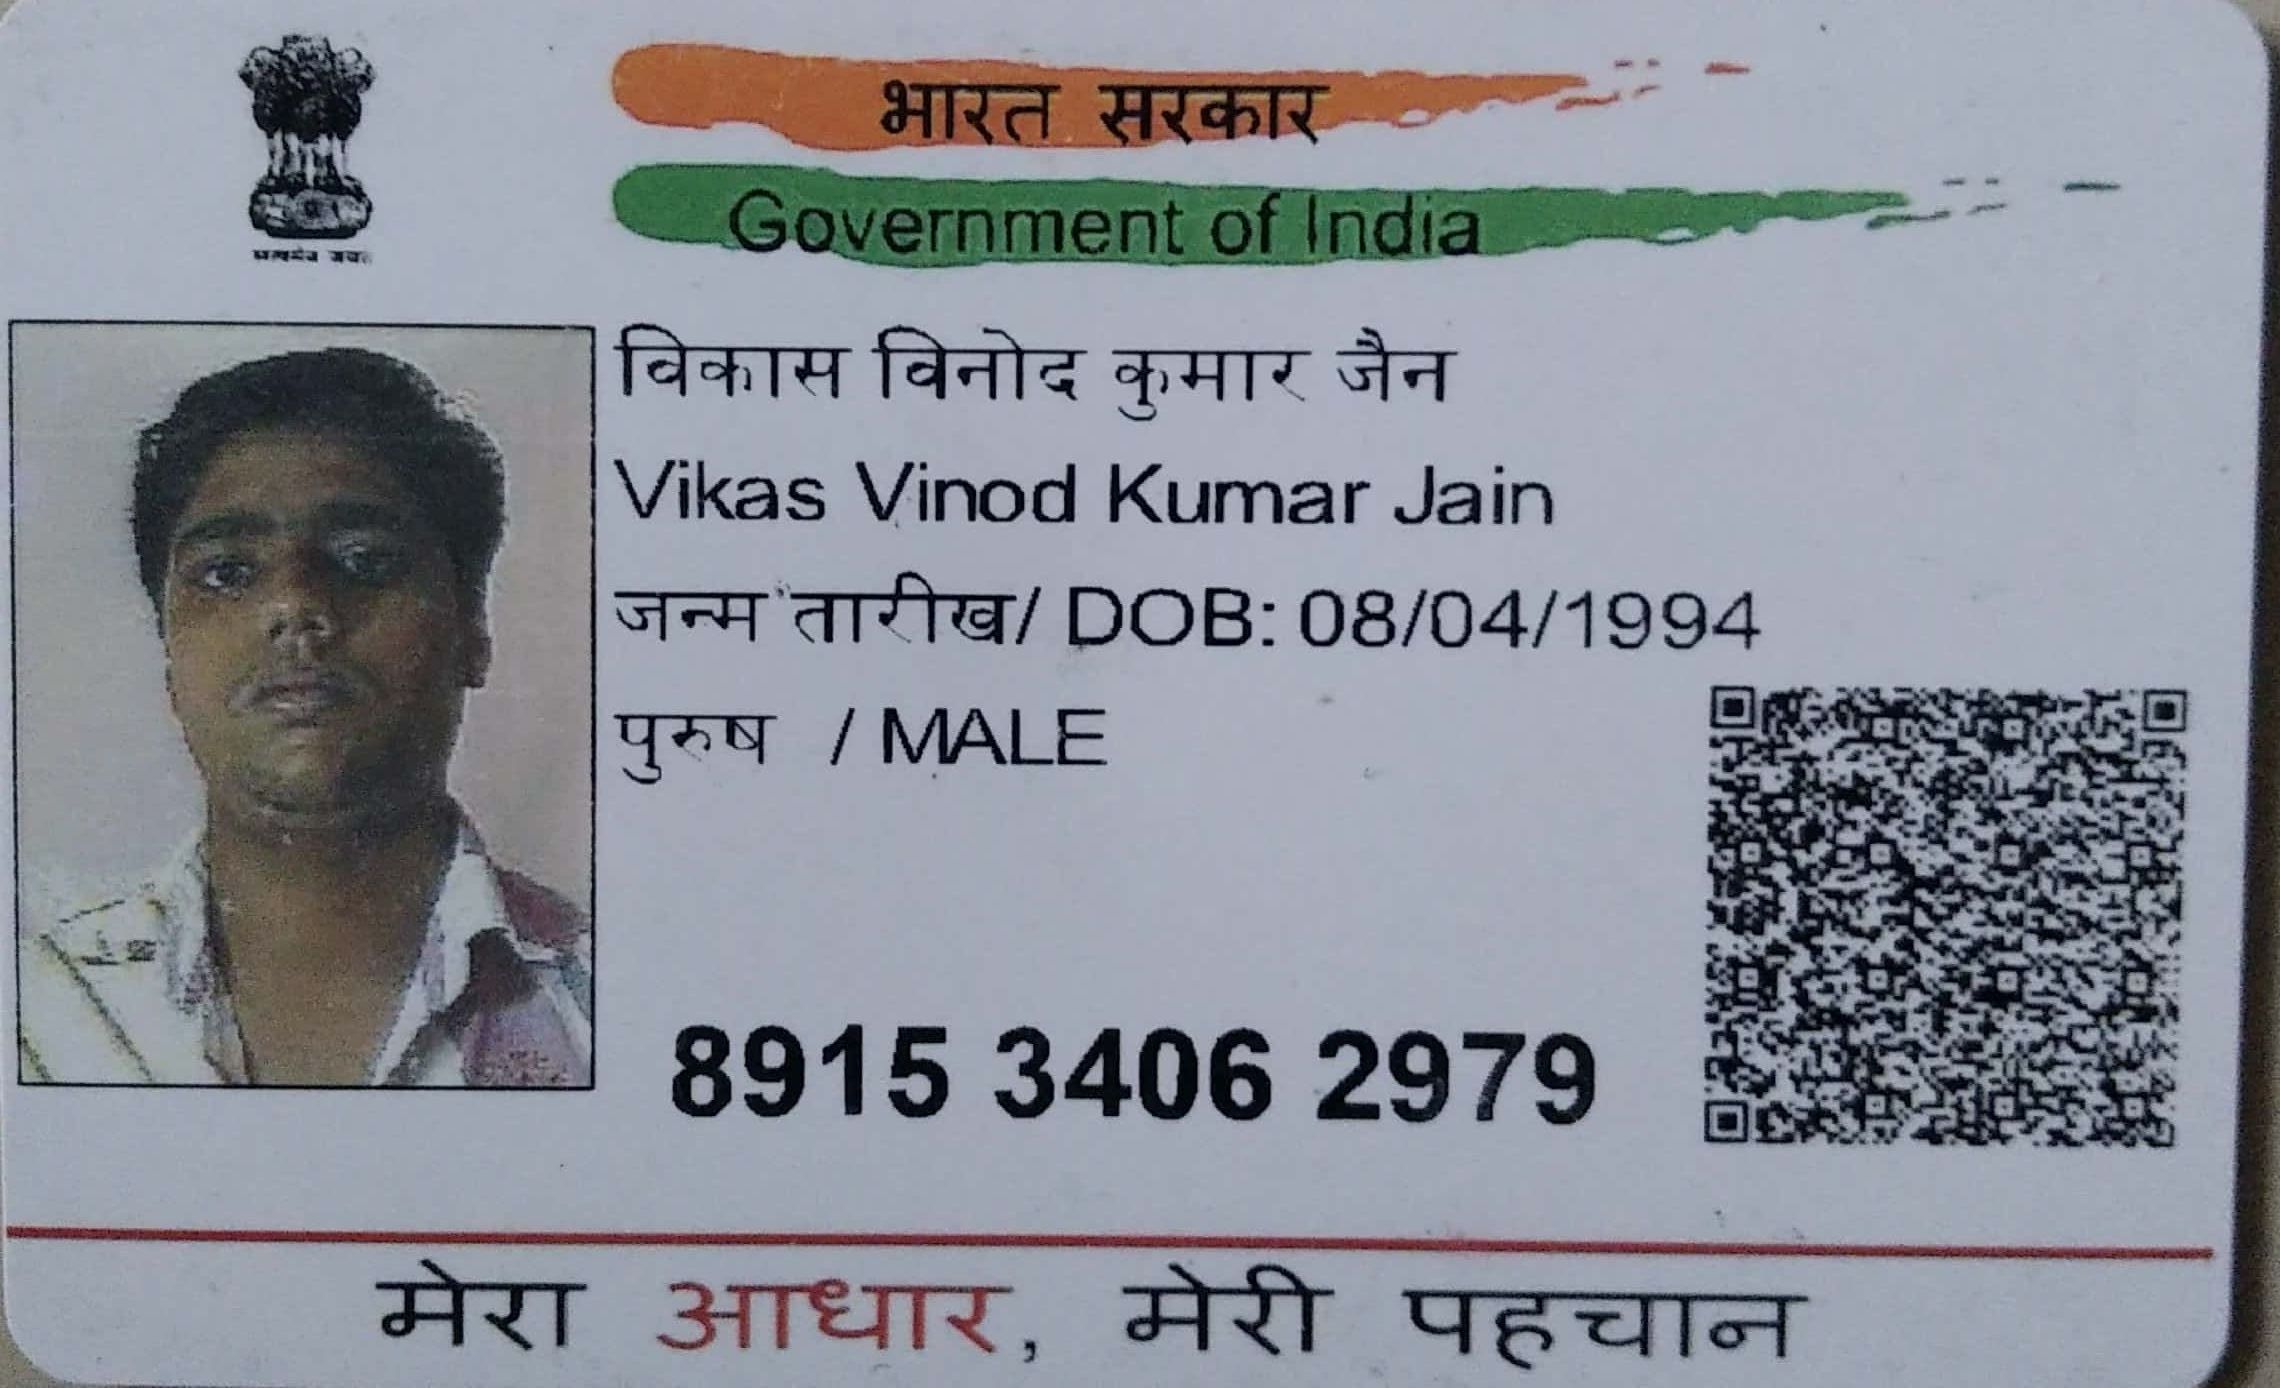 भारत सरकार
Government of India
सत्यमेव जयते
विकास विनोद कुमार जैन
Vikas Vinod Kumar Jain
जन्म तारीख/ DOB: 08/04/1994
पुरुष / MALE
8915 3406 2979
मेरा आधार, मेरी पहचान